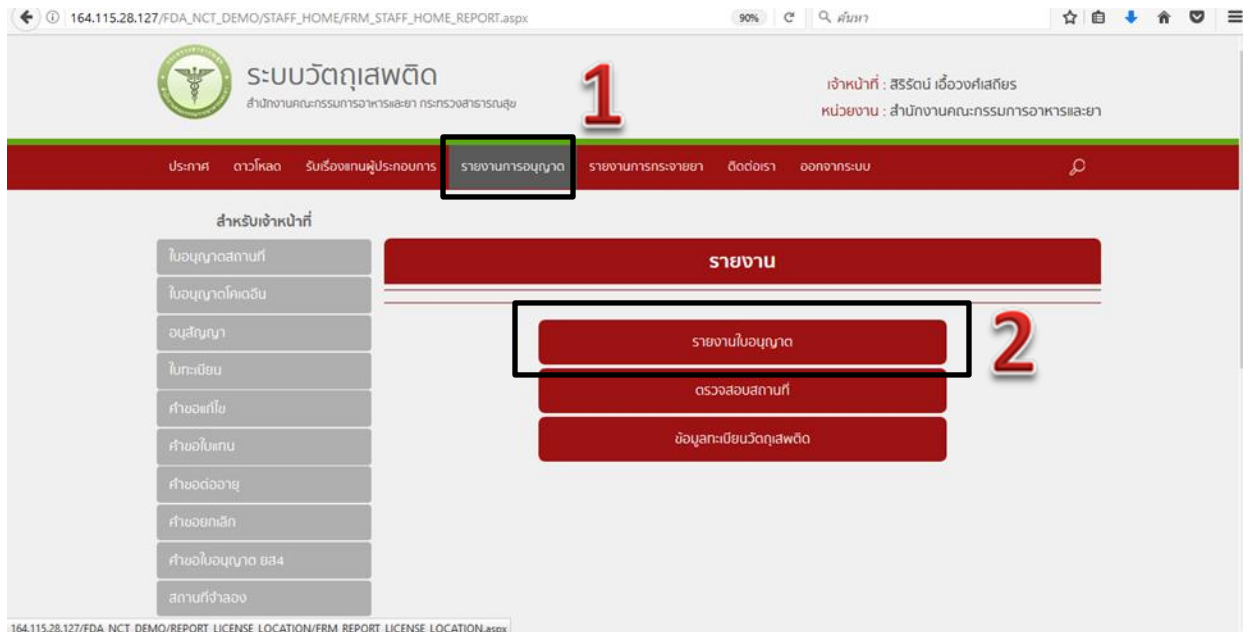 164.115.28.127/FDA_NCT_DEMO/STAFF_HOME/FRM_STAFF_HOME_REPORT.aspx
90%
ค้นหา
ระบบวัตถุเสพติด
สำนักงานคณะกรรมการอาหารและยา กระทรวงสาธารณสุข
1
เจ้าหน้าที่ : สิริรัตน์ เอื้อวงศ์เสถียร
หน่วยงาน : สำนักงานคณะกรรมการอาหารและยา
ประกาศ ดาวโหลด รับเรื่องแทนผู้ประกอบการ รายงานการอนุญาต รายงานการกระจายยา ติดต่อเรา ออกจากระบบ
สำหรับเจ้าหน้าที่
ใบอนุญาตสถานที่
ใบอนุญาตโคเดอีน
อนุสัญญา
ใบทะเบียน
คำขอแก้ไข
คำขอใบแทน
คำขอต่ออายุ
คำขอยกเลิก
คำขอใบอนุญาต ยส4
สถานที่จำลอง
รายงาน
รายงานใบอนุญาต
2
ตรวจสอบสถานที่
ข้อมูลทะเบียนวัตถุเสพติด
164.115.28.127/FDA_NCT_DEMO/REPORT_LICENSE_LOCATION/FRM_REPORT_LICENSE_LOCATION.aspx